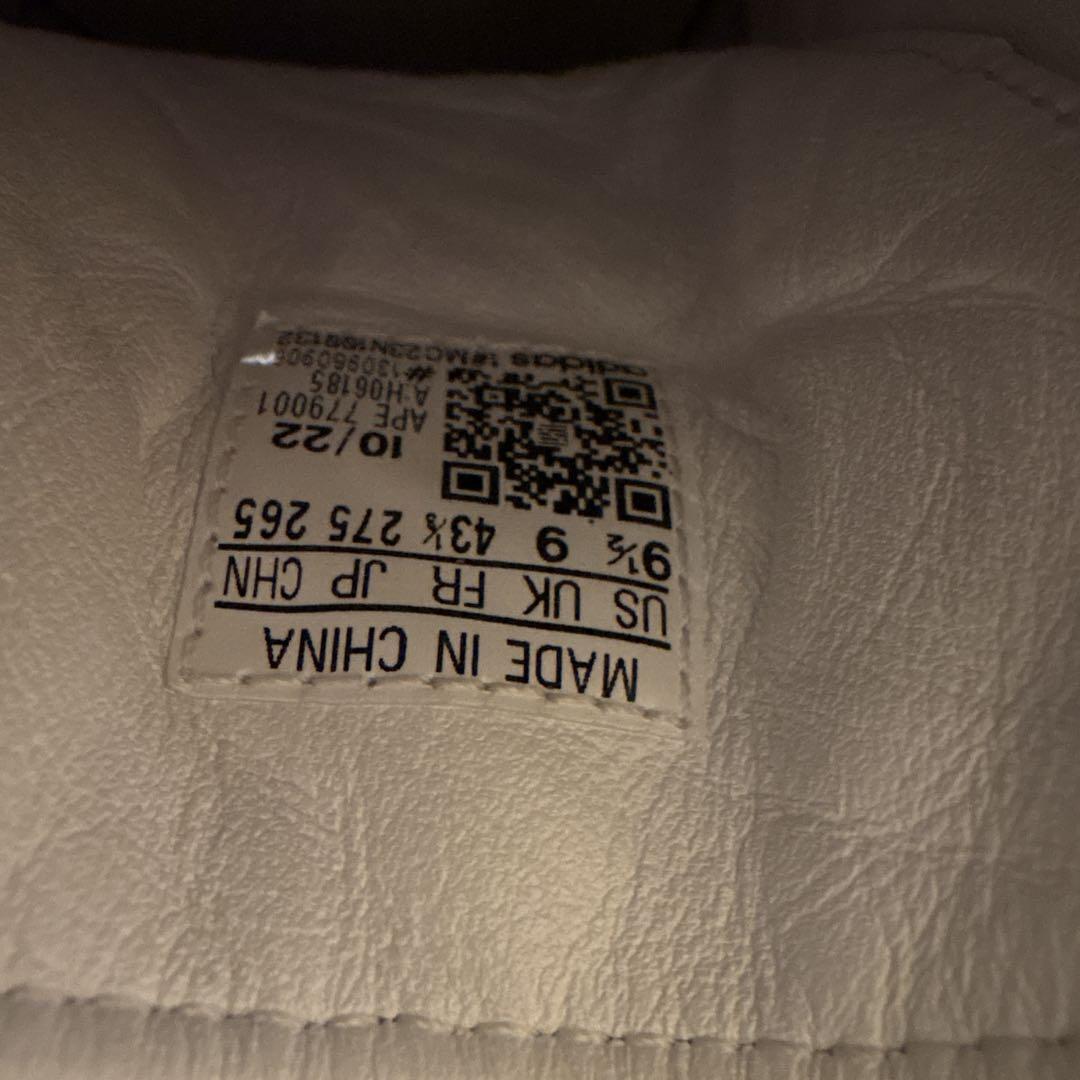 MADE IN CHINA
US UK FR JP CHN
9½ 9 43⅓ 275 265
10/22
APE 779001
A:H06185
adidas